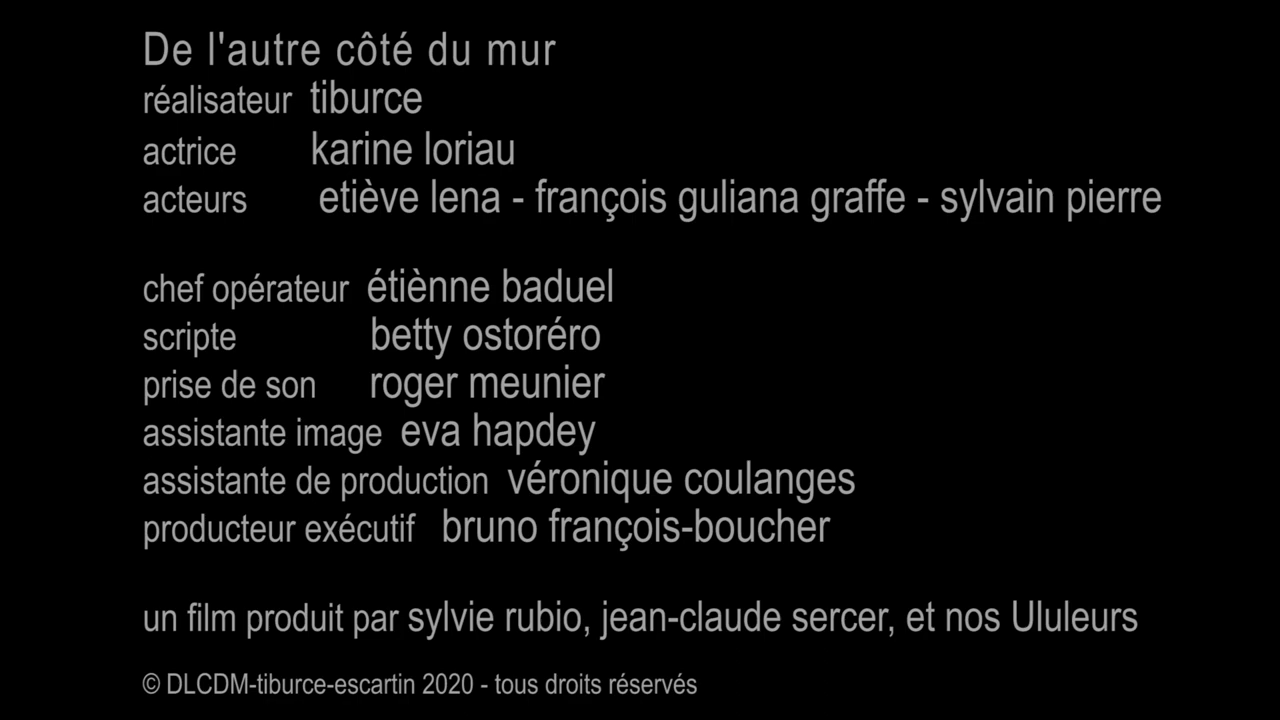 De l'autre côté du mur
réalisateur tiburce
actrice karine loriau
acteurs etiève lena - françois guliana graffe - sylvain pierre
chef opérateur étiènne baduel
scripte betty ostoréro
prise de son roger meunier
assistante image eva hapdey
assistante de production véronique coulanges
producteur exécutif bruno françois-boucher
un film produit par sylvie rubio, jean-claude sercer, et nos Ululeurs
© DLCDM-tiburce-escartin 2020 - tous droits réservés